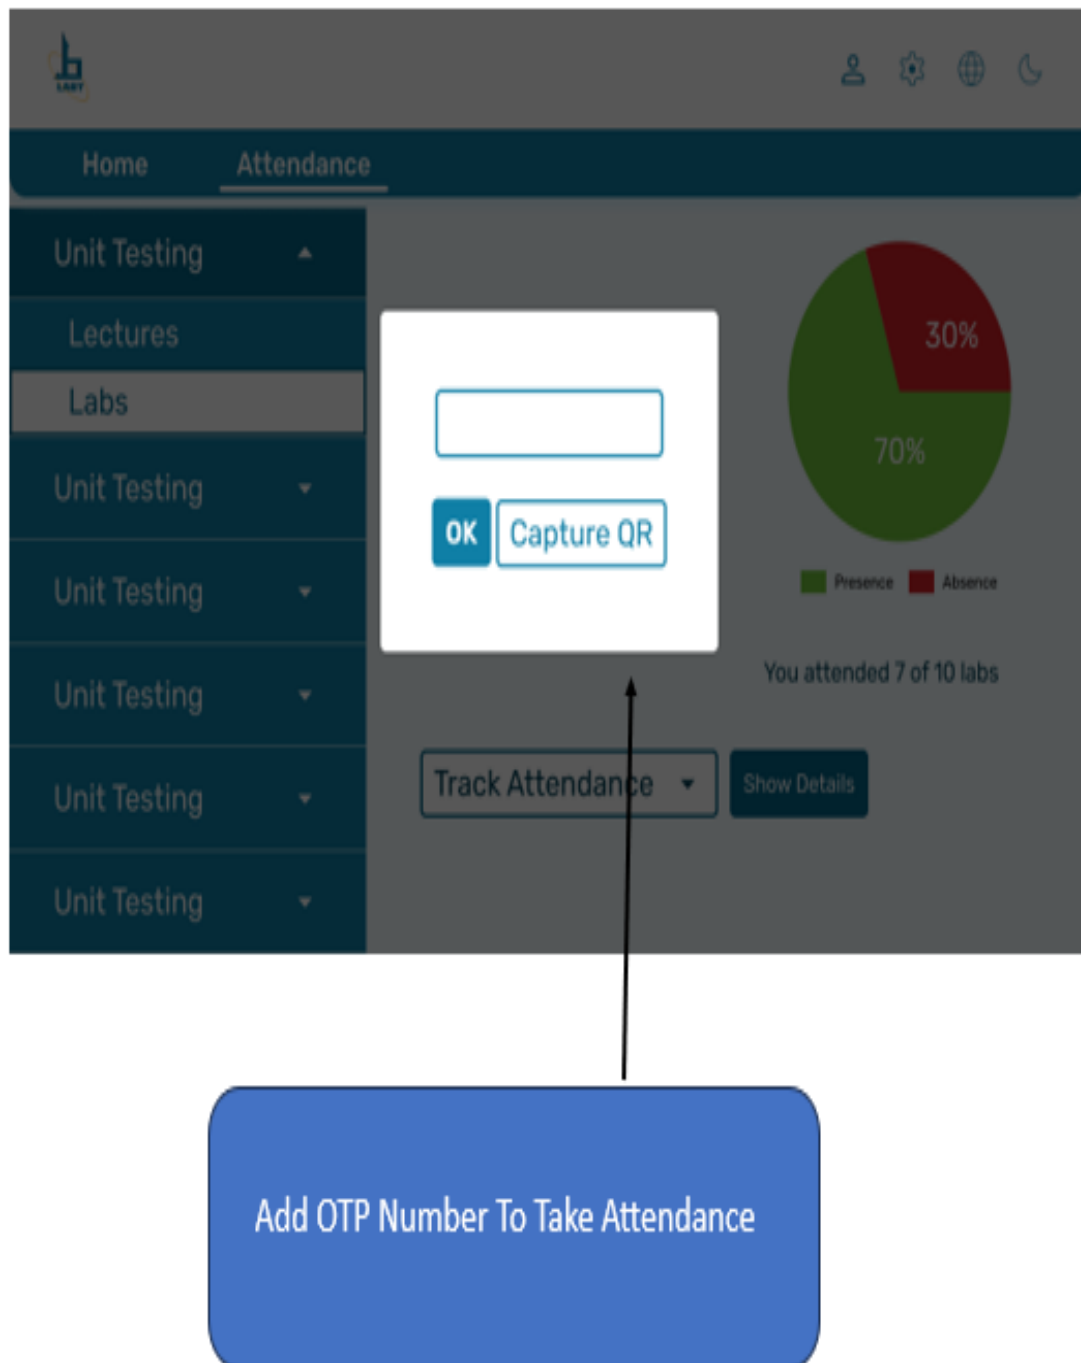 b
LABY
Home Attendance
Unit Testing
Lectures
Labs
Unit Testing
Unit Testing
Unit Testing
Unit Testing
Unit Testing
OK Capture QR
30%
70%
Presence Absence
You attended 7 of 10 labs
Track Attendance Show Details
Add OTP Number To Take Attendance